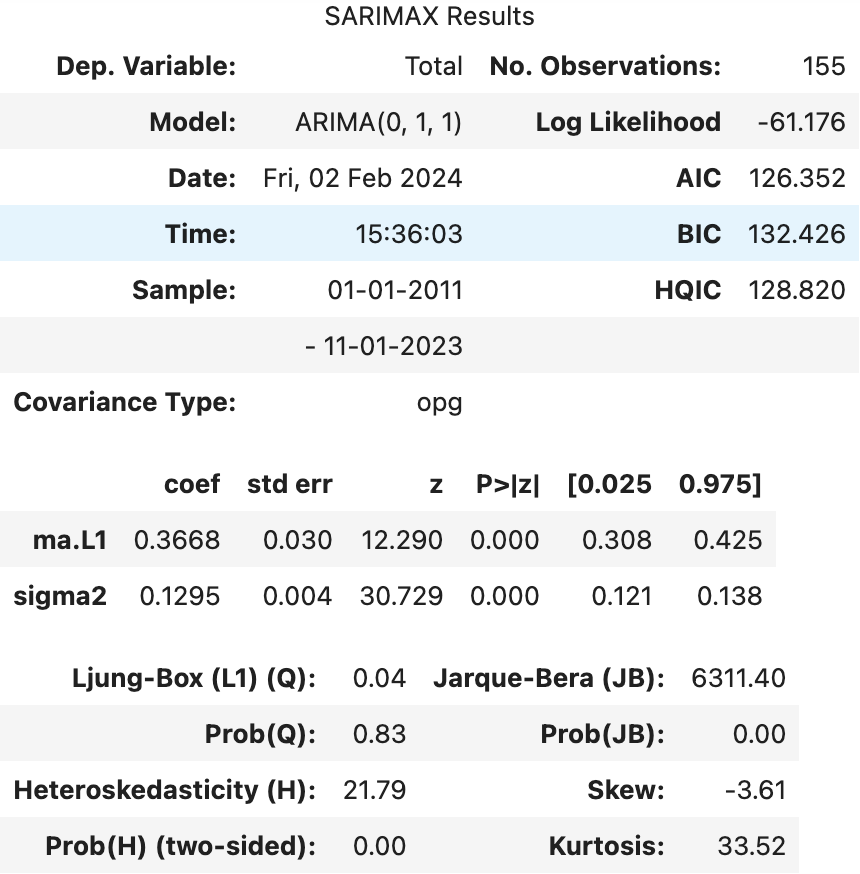 SARIMAX Results
Dep. Variable: Total No. Observations: 155
Model: ARIMA(0, 1, 1) Log Likelihood -61.176
Date: Fri, 02 Feb 2024 AIC 126.352
Time: 15:36:03 BIC 132.426
Sample: 01-01-2011 HQIC 128.820
- 11-01-2023
Covariance Type: opg
coef std err z P>|z| [0.025 0.975]
ma.L1 0.3668 0.030 12.290 0.000 0.308 0.425
sigma2 0.1295 0.004 30.729 0.000 0.121 0.138
Ljung-Box (L1) (Q): 0.04 Jarque-Bera (JB): 6311.40
Prob(Q): 0.83 Prob(JB): 0.00
Heteroskedasticity (H): 21.79 Skew: -3.61
Prob(H) (two-sided): 0.00 Kurtosis: 33.52